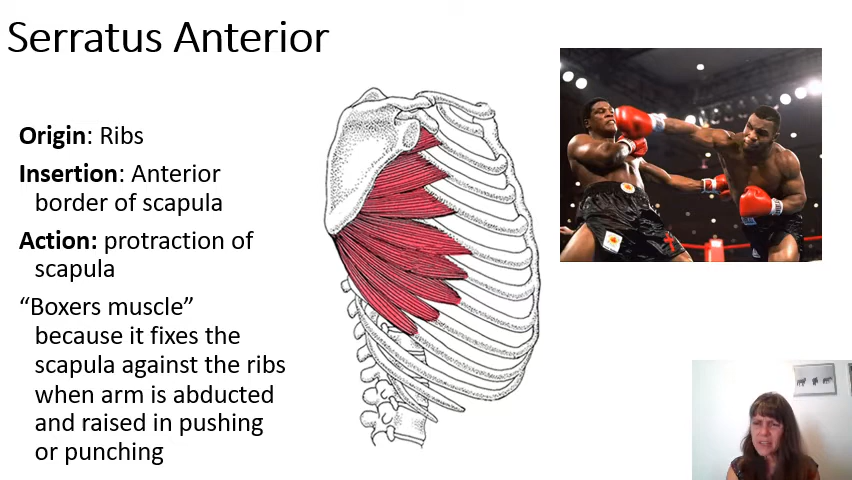 Serratus Anterior
Origin: Ribs
Insertion: Anterior
border of scapula
Action: protraction of
scapula
“Boxers muscle”
because it fixes the
scapula against the ribs
when arm is abducted
and raised in pushing
or punching